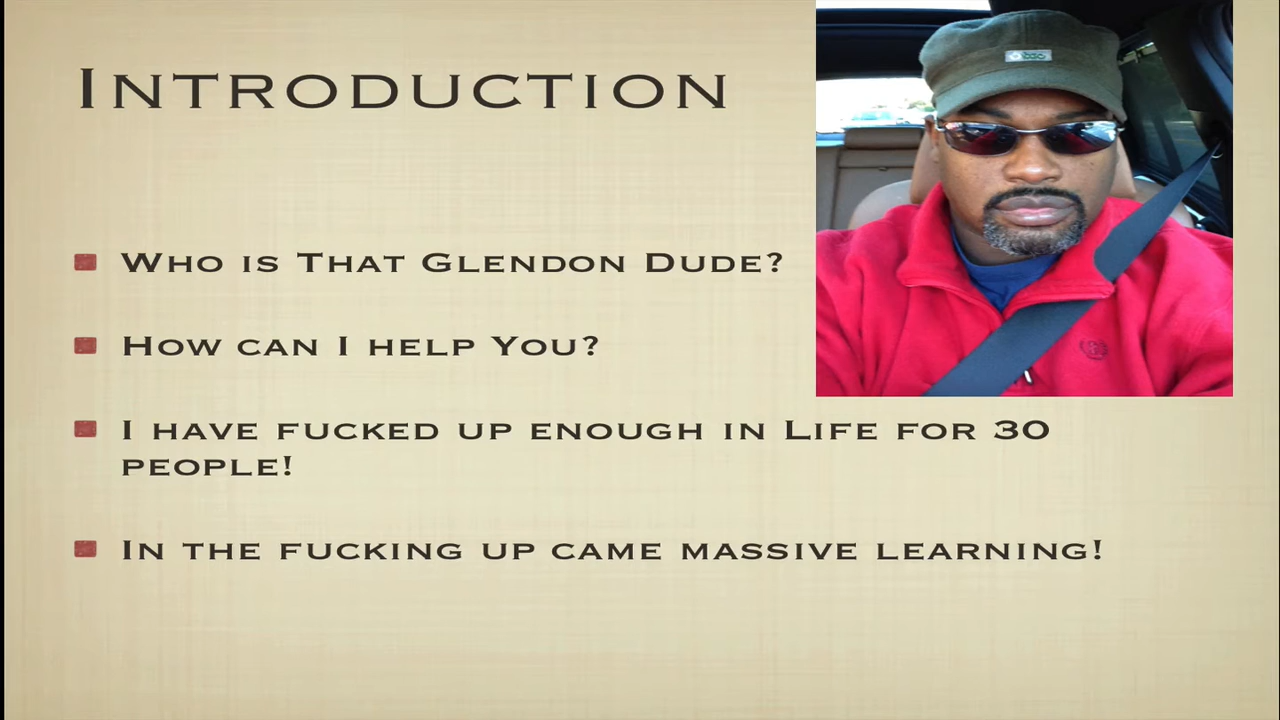 Introduction
Who is That Glendon Dude?
How can I help You?
I have fucked up enough in Life for 30
people!
In the fucking up came massive learning!